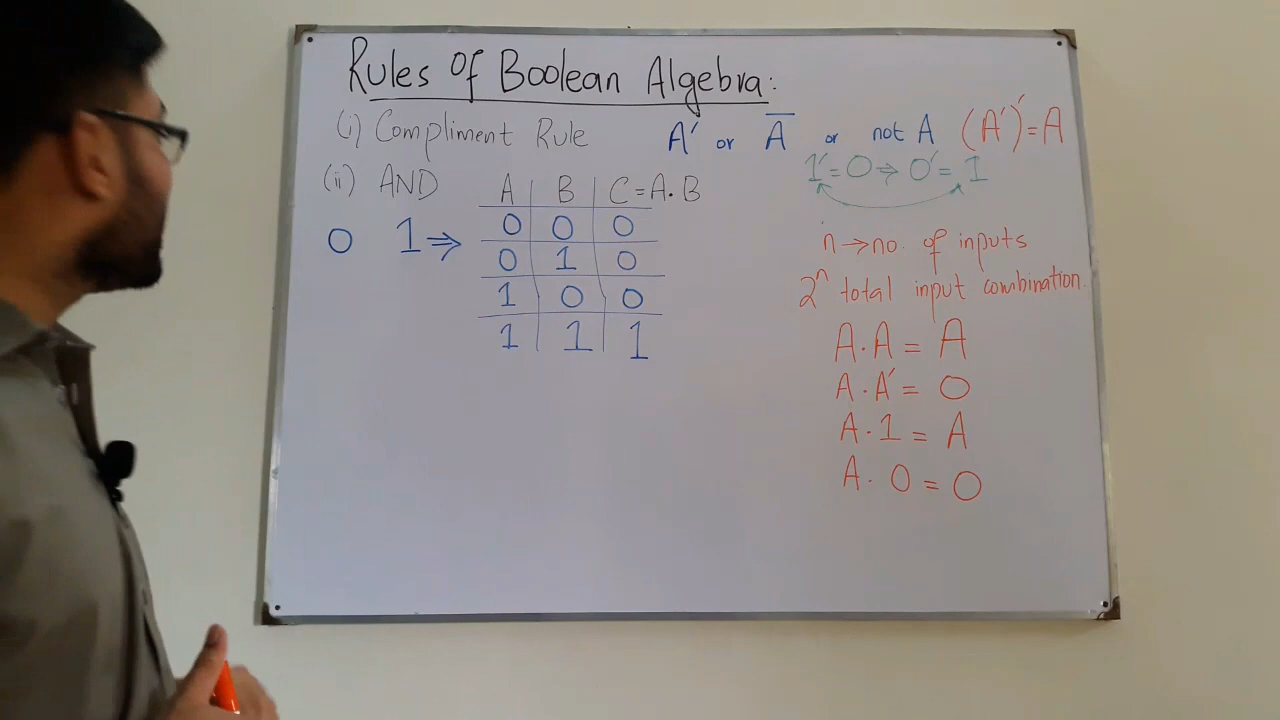 Rules Of Boolean Algebra:
(i) Compliment Rule A′ or A̅ or not A (A′)′=A
1′=0⇒0′=1
(ii) AND A B C=A.B
0 1⇒ 0 0 0
n→no. of inputs
0 1 0
2ⁿ total input combination.
1 0 0
1 1 1
A.A = A
A.A′= 0
A.1 = A
A.0 = 0